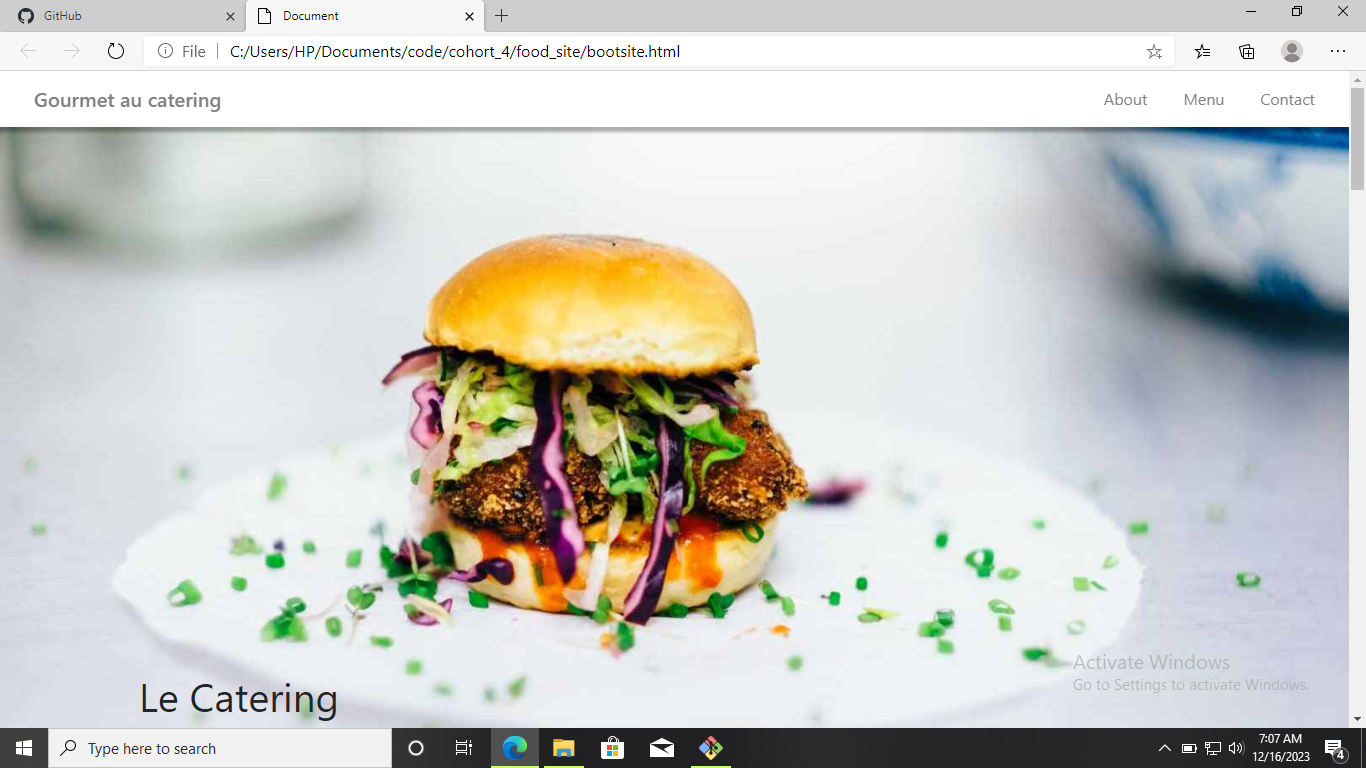 GitHub
Document
File
C:/Users/HP/Documents/code/cohort_4/food_site/bootsite.html
Gourmet au catering
About Menu Contact
Le Catering
Activate Windows
Go to Settings to activate Windows.
Type here to search
7:07 AM
12/16/2023
4